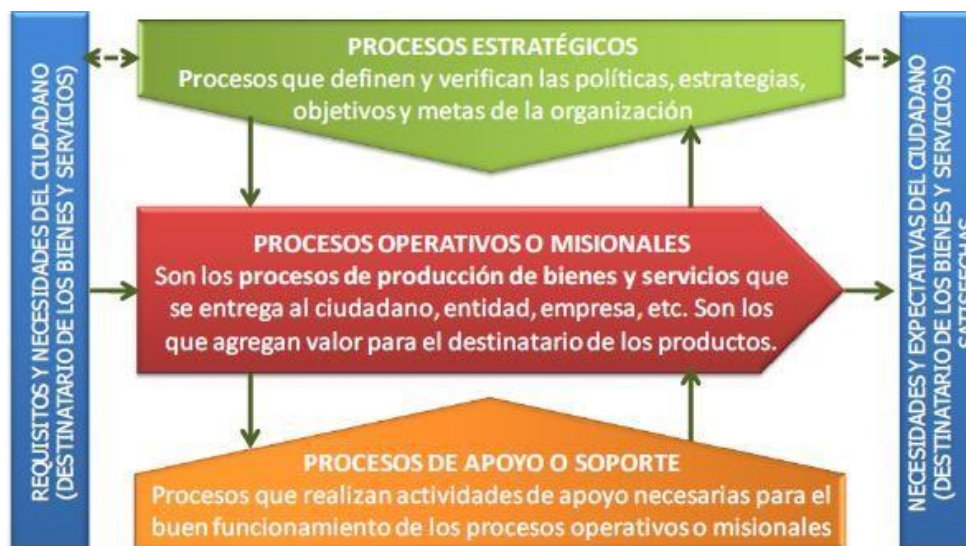 REQUISITOS Y NECESIDADES DEL CIUDADANO
(DESTINATARIO DE LOS BIENES Y SERVICIOS)
PROCESOS ESTRATÉGICOS
Procesos que definen y verifican las políticas, estrategias,
objetivos y metas de la organización
PROCESOS OPERATIVOS O MISIONALES
Son los procesos de producción de bienes y servicios que
se entrega al ciudadano, entidad, empresa, etc. Son los
que agregan valor para el destinatario de los productos.
PROCESOS DE APOYO O SOPORTE
Procesos que realizan actividades de apoyo necesarias para el
buen funcionamiento de los procesos operativos o misionales
NECESIDADES Y EXPECTATIVAS DEL CIUDADANO
(DESTINATARIO DE LOS BIENES Y SERVICIOS)
SATISFECHAS